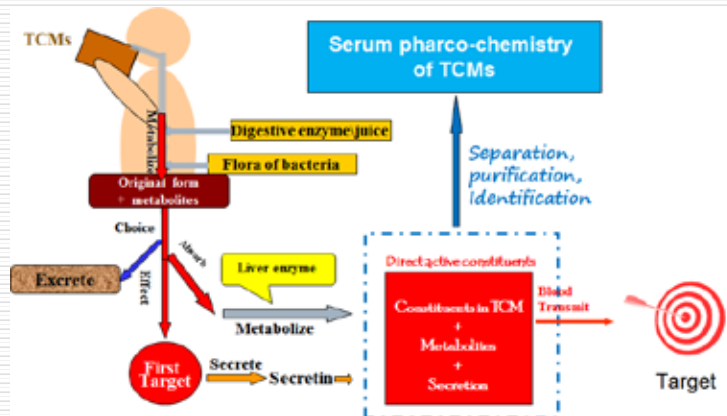 TCMs
Serum pharco-chemistry
of TCMs
Metabolize
Digestive enzyme\juice
Flora of bacteria
Separation,
purification,
Identification
Original form
+ metabolites
Choice
Absorb
Effect
Excrete
Liver enzyme
Metabolize
Direct active constituents
Constituents in TCM
+
Metabolites
+
Secretion
Blood
Transmit
First
Target
Secrete
Secretin
Target